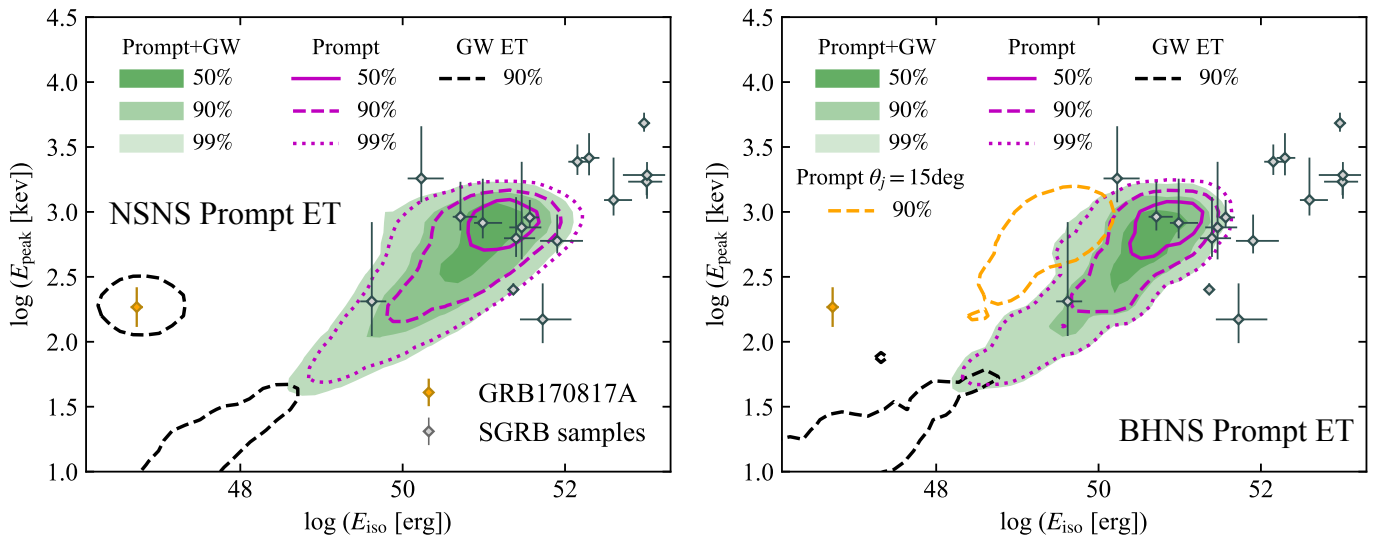 4.5
4.0
3.5
3.0
2.5
2.0
1.5
1.0
log (E_peak [kev])
Prompt+GW Prompt GW ET
50% 50% 90%
90% 90%
99% 99%
NSNS Prompt ET
GRB170817A
SGRB samples
48 50 52
log (E_iso [erg])
4.5
4.0
3.5
3.0
2.5
2.0
1.5
1.0
log (E_peak [kev])
Prompt+GW Prompt GW ET
50% 50% 90%
90% 90%
99% 99%
Prompt θ_j = 15deg
90%
BHNS Prompt ET
48 50 52
log (E_iso [erg])